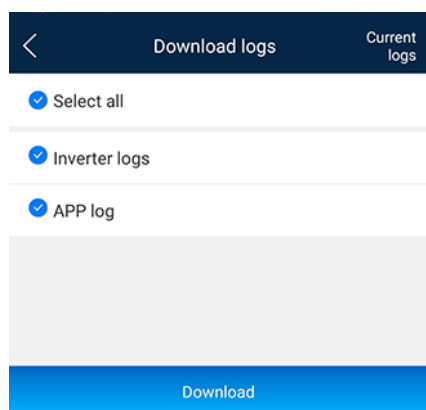 Download logs
Current
logs
Select all
Inverter logs
APP log
Download